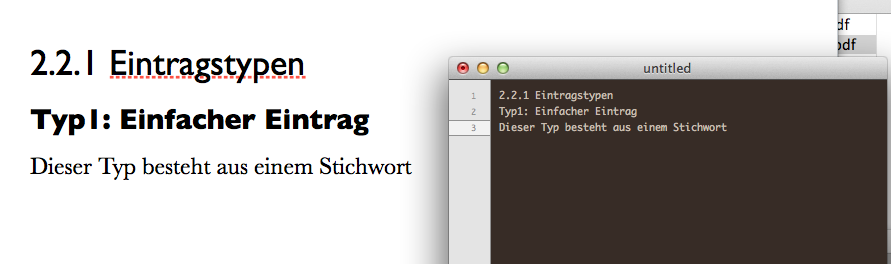 2.2.1 Eintragstypen
Typ1: Einfacher Eintrag
Dieser Typ besteht aus einem Stichwort
df
odf
untitled
1 2.2.1 Eintragstypen
2 Typ1: Einfacher Eintrag
3 Dieser Typ besteht aus einem Stichwort